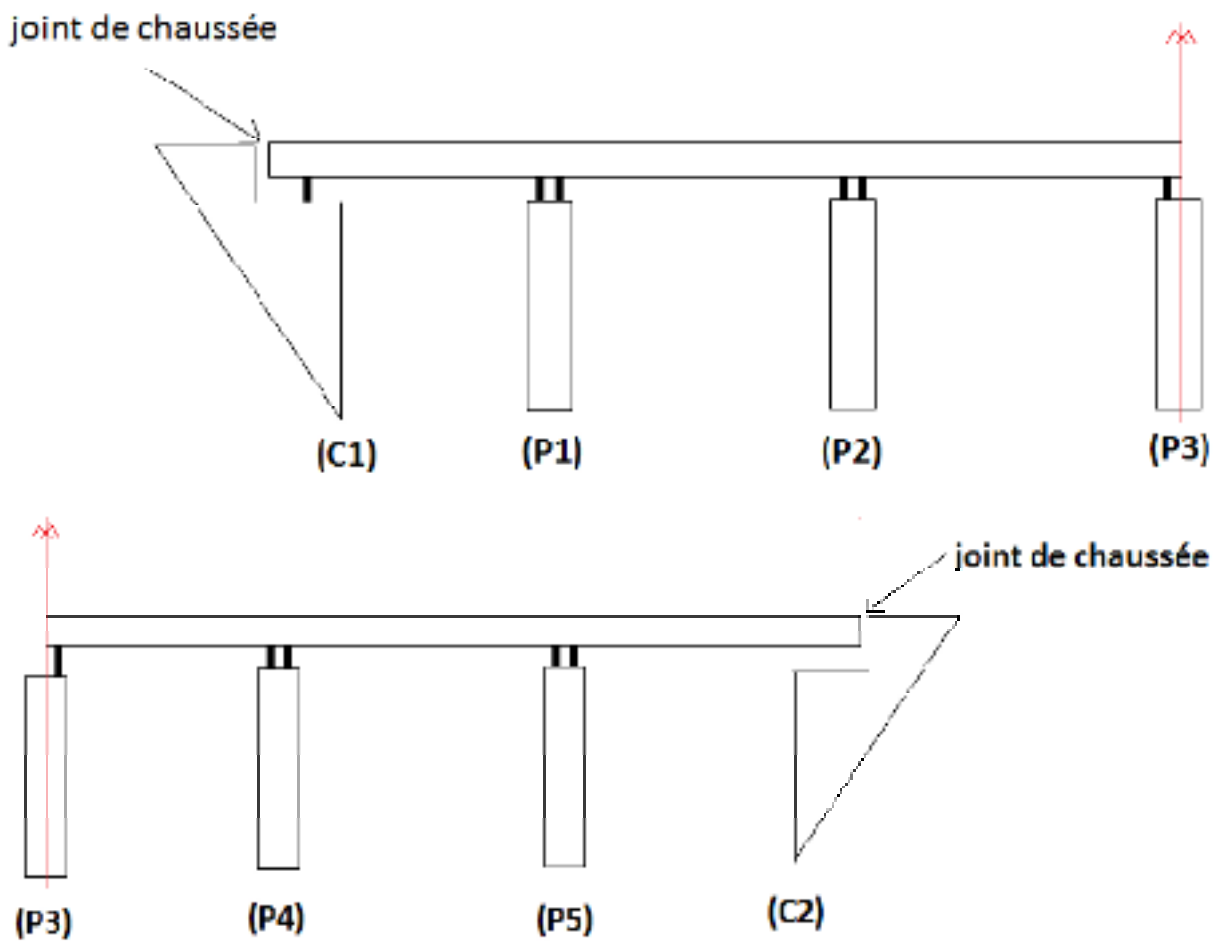 joint de chaussée
(C1)
(P1)
(P2)
(P3)
joint de chaussée
(P3)
(P4)
(P5)
(C2)